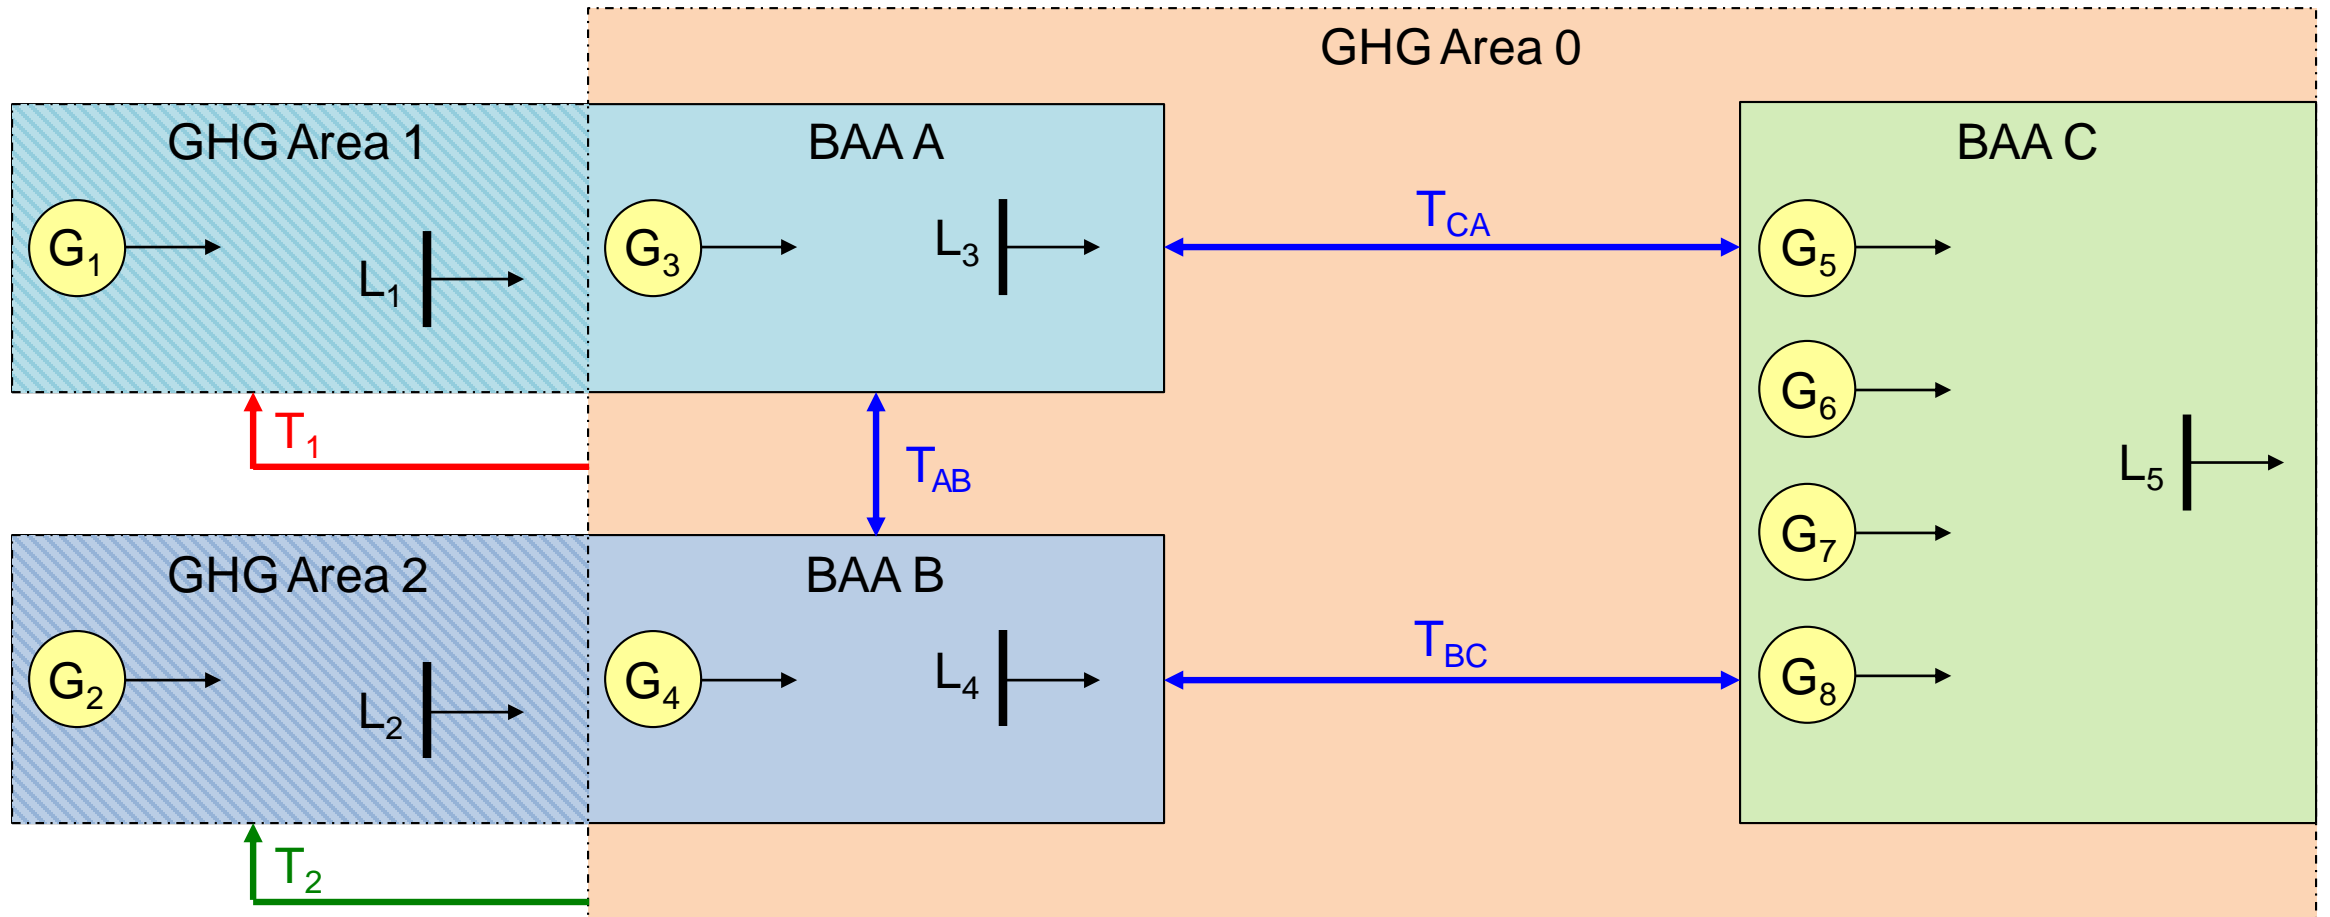 GHG Area 0
GHG Area 1
BAA A
BAA C
G1
L1
G3
L3
TCA
G5
G6
T1
TAB
L5
G7
GHG Area 2
BAA B
G2
L2
G4
L4
TBC
G8
T2